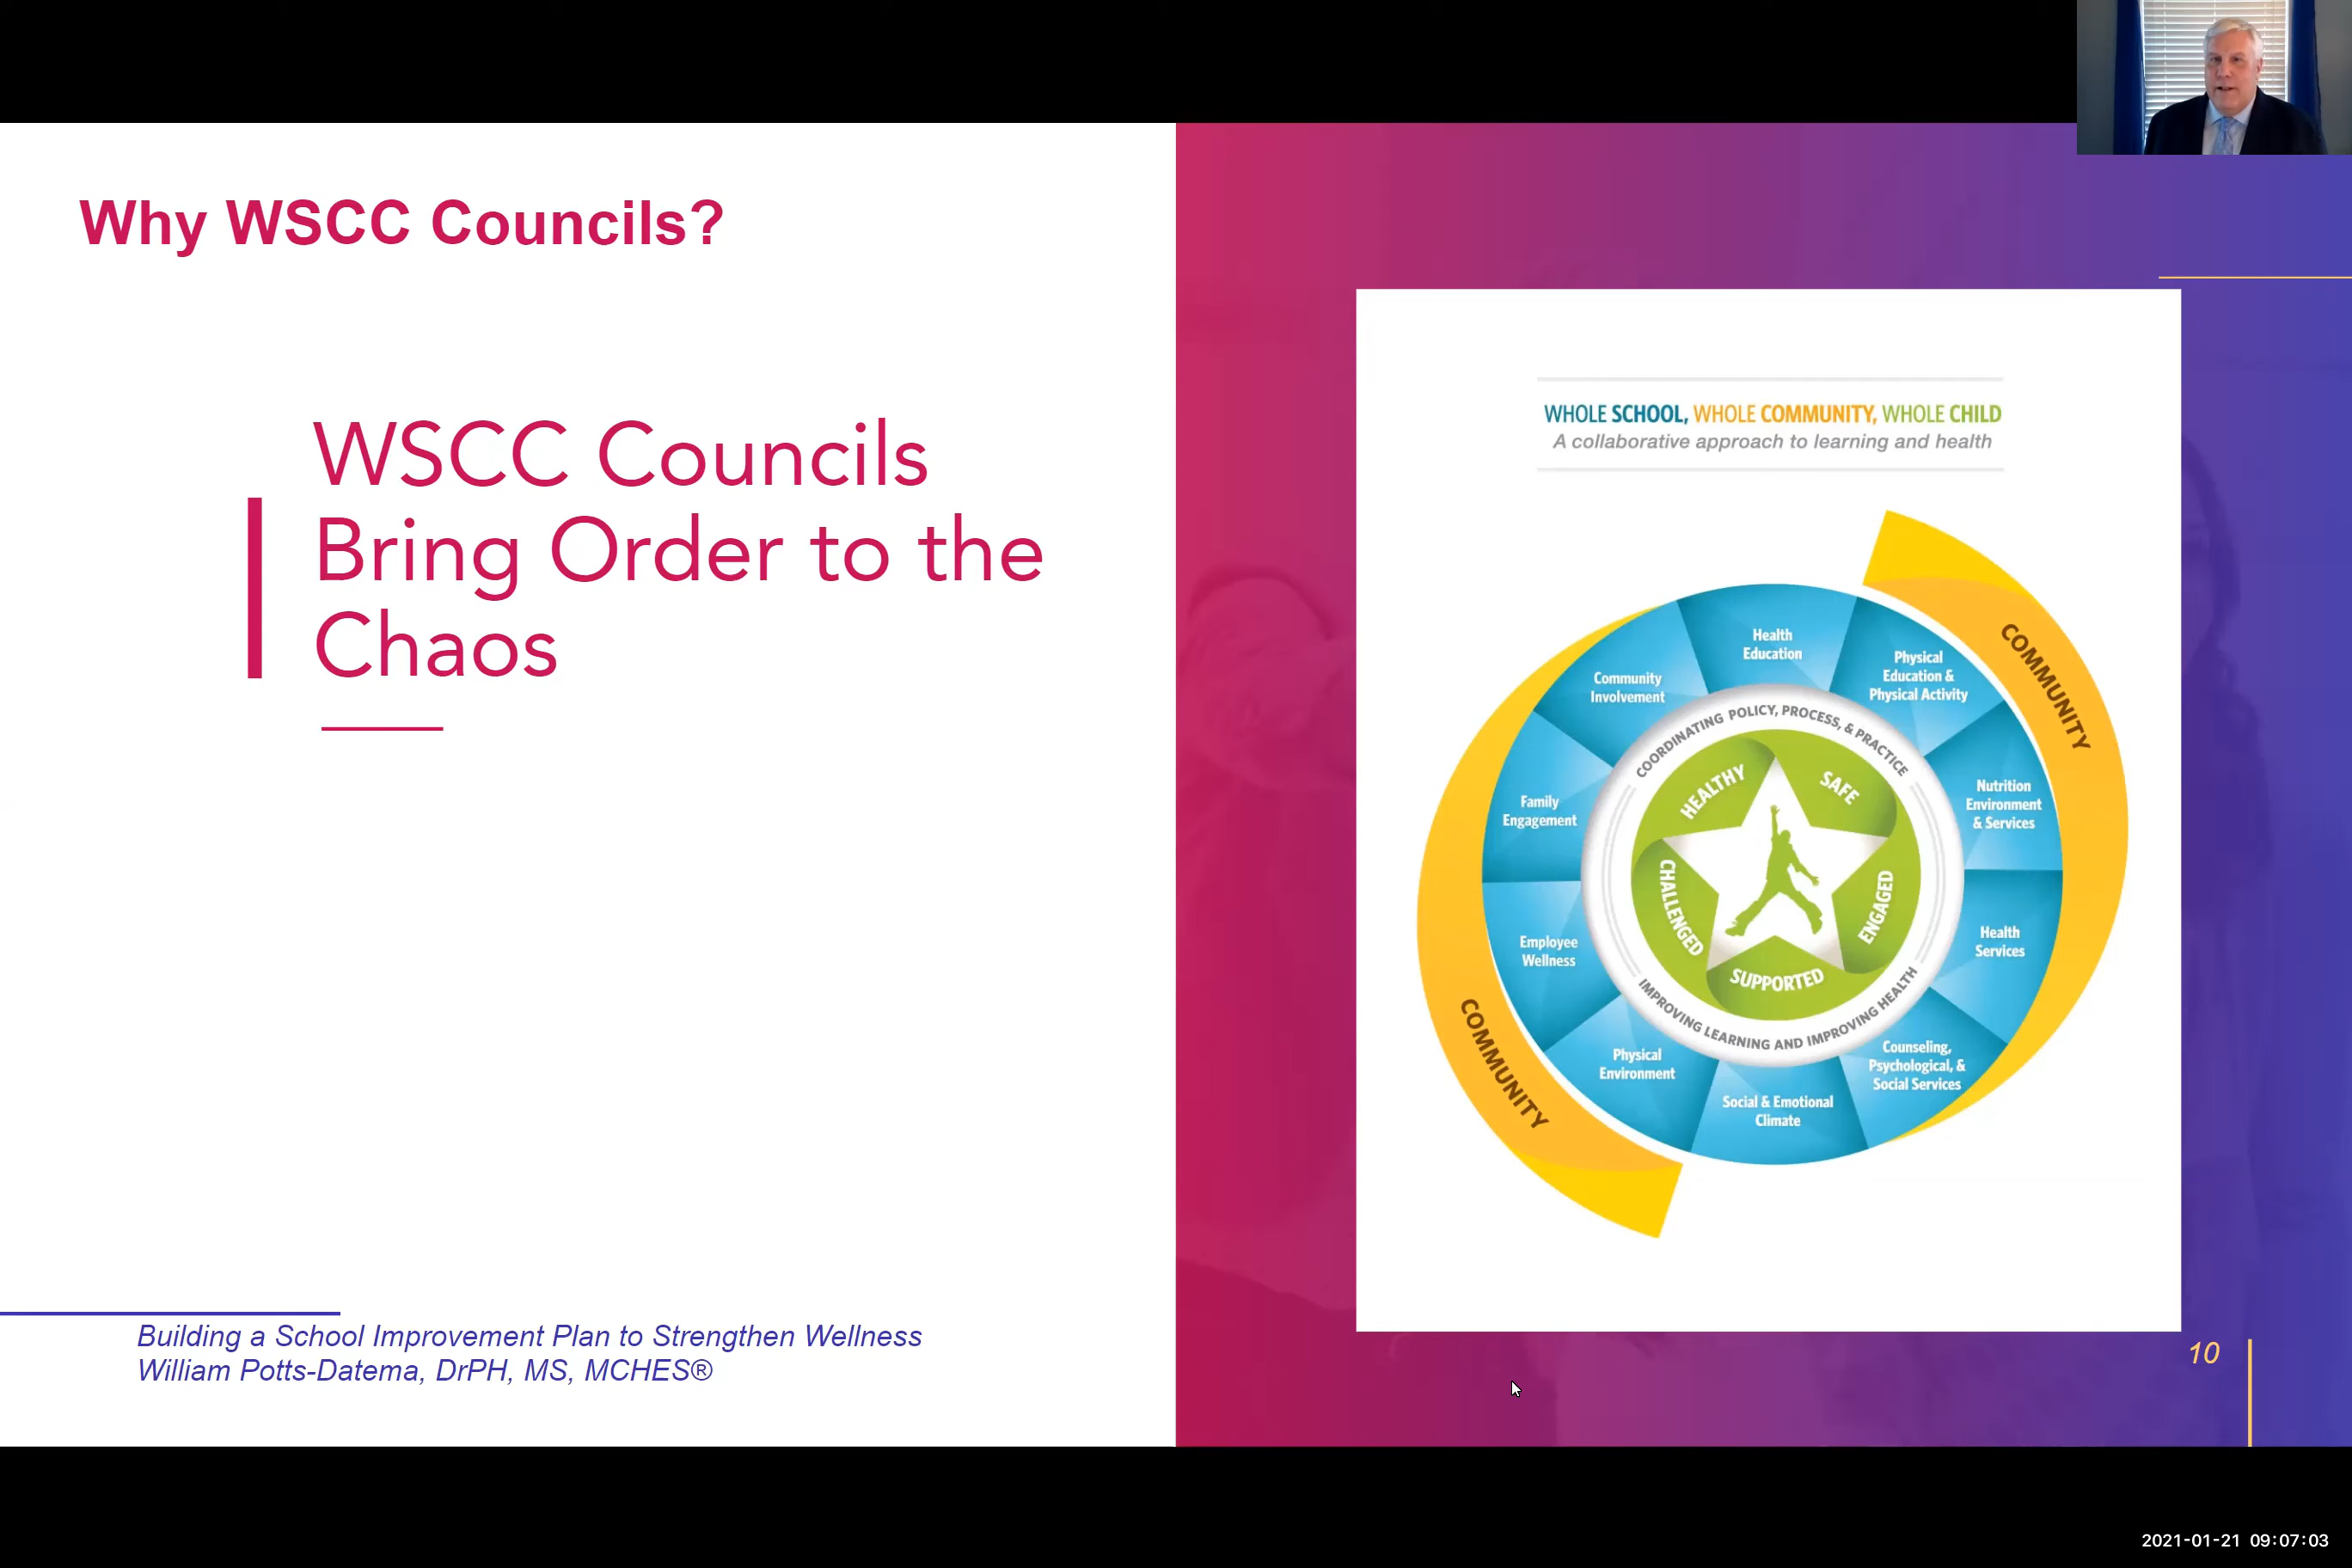 Why WSCC Councils?
WSCC Councils
Bring Order to the
Chaos
Building a School Improvement Plan to Strengthen Wellness
William Potts-Datema, DrPH, MS, MCHES®
WHOLE SCHOOL, WHOLE COMMUNITY, WHOLE CHILD
A collaborative approach to learning and health
COMMUNITY
Health
Education
Physical
Education &
Physical Activity
Nutrition
Environment
& Services
Health
Services
Counseling,
Psychological, &
Social Services
Social & Emotional
Climate
Physical
Environment
Employee
Wellness
Family
Engagement
Community
Involvement
COORDINATING POLICY, PROCESS, & PRACTICE
IMPROVING LEARNING AND IMPROVING HEALTH
HEALTHY
SAFE
ENGAGED
SUPPORTED
CHALLENGED
COMMUNITY
10
2021-01-21 09:07:03